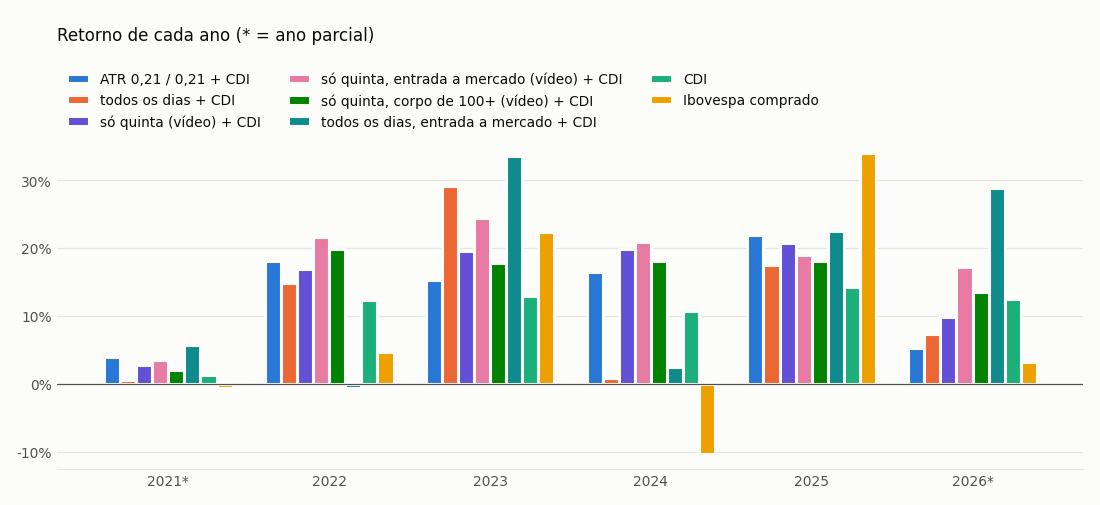 Retorno de cada ano (* = ano parcial)
ATR 0,21 / 0,21 + CDI
todos os dias + CDI
só quinta (vídeo) + CDI
só quinta, entrada a mercado (vídeo) + CDI
só quinta, corpo de 100+ (vídeo) + CDI
todos os dias, entrada a mercado + CDI
CDI
Ibovespa comprado
30%
20%
10%
0%
-10%
2021*
2022
2023
2024
2025
2026*